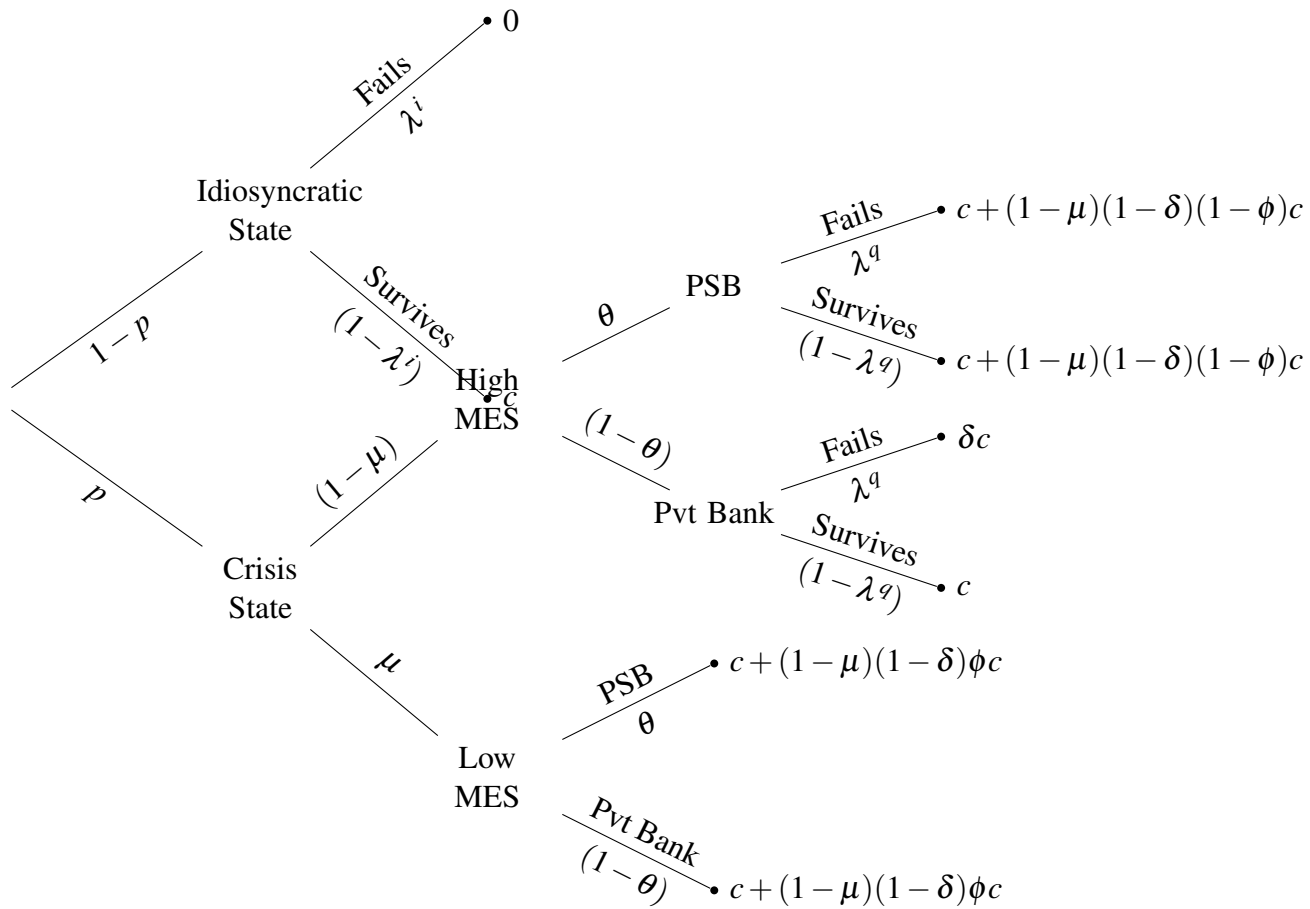 0
Fails
λ^i
Idiosyncratic
State
Survives
(1 − λ^i)
c
1 − p
p
High
MES
(1 − μ)
Crisis
State
μ
θ
PSB
Fails
λ^q
c + (1 − μ)(1 − δ)(1 − ϕ)c
Survives
(1 − λ^q)
c + (1 − μ)(1 − δ)(1 − ϕ)c
(1 − θ)
Pvt Bank
Fails
λ^q
δc
Survives
(1 − λ^q)
c
Low
MES
PSB
θ
c + (1 − μ)(1 − δ)ϕc
Pvt Bank
(1 − θ)
c + (1 − μ)(1 − δ)ϕc